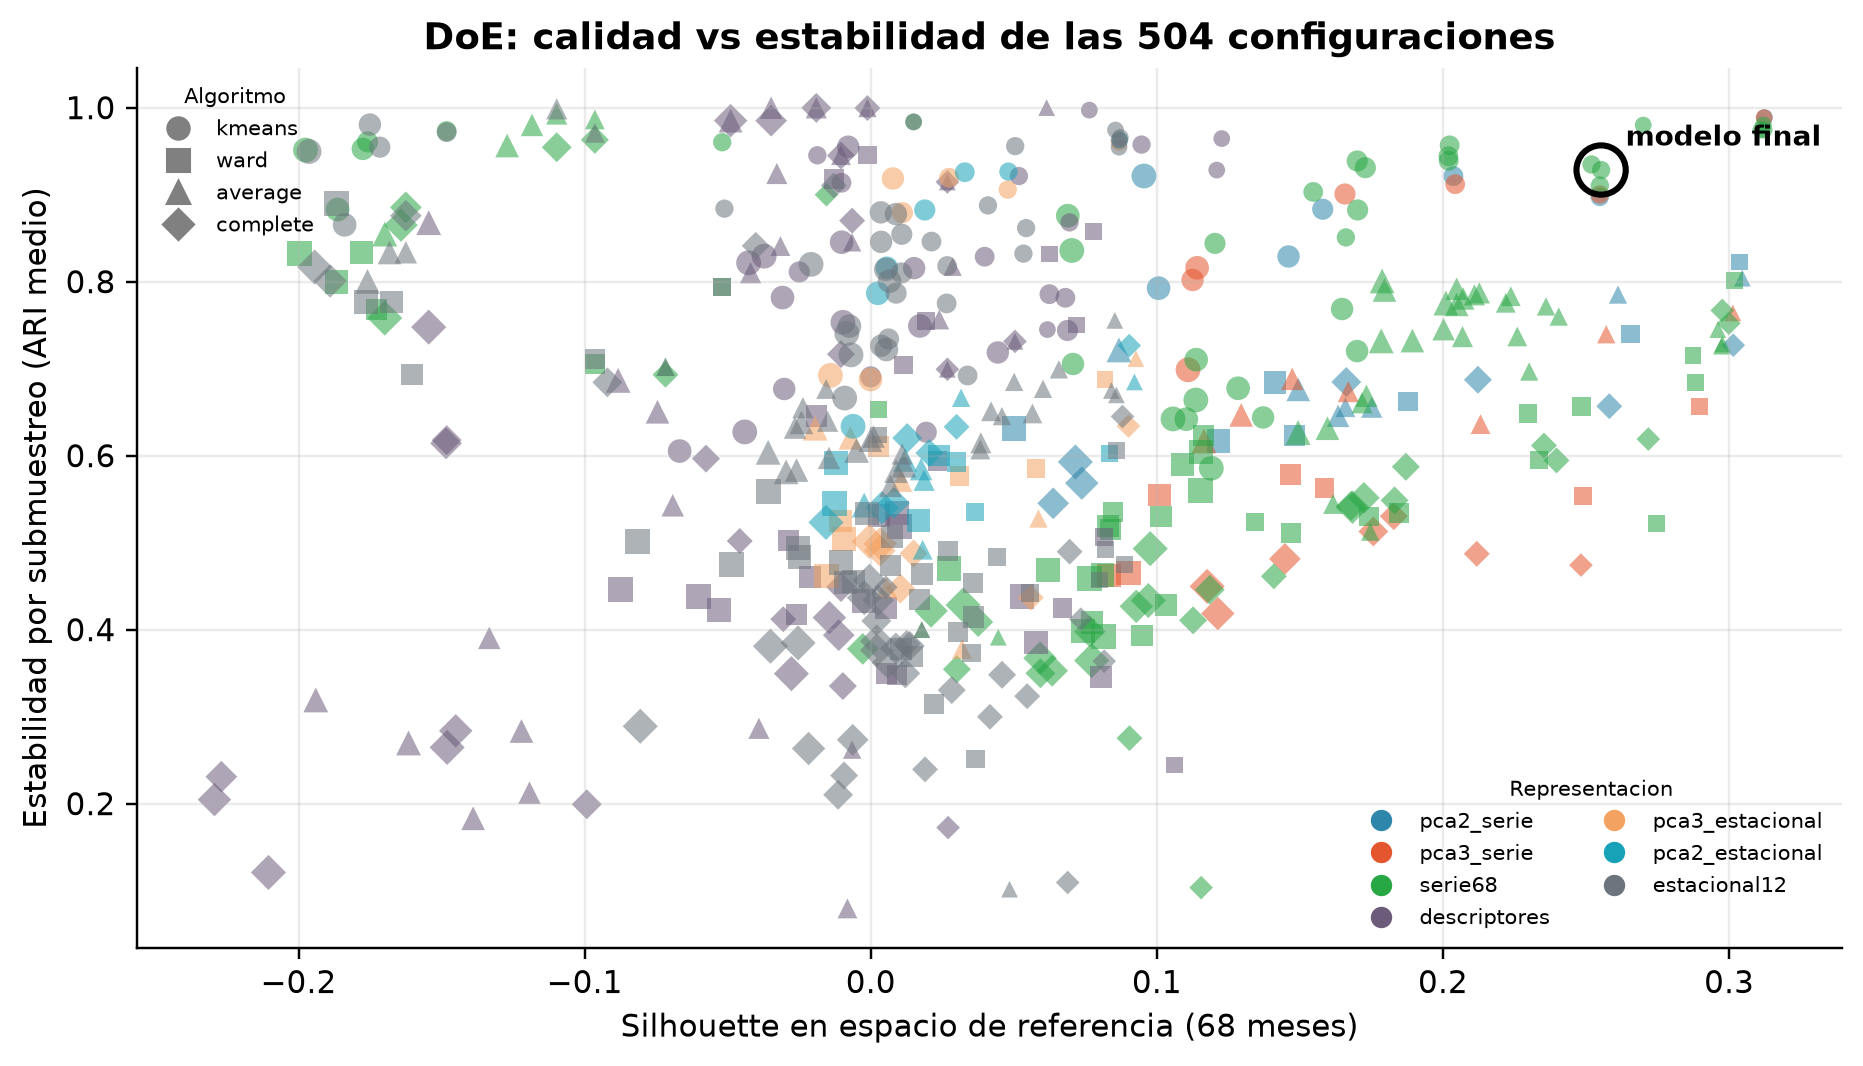 DoE: calidad vs estabilidad de las 504 configuraciones
Estabilidad por submuestreo (ARI medio)
1.0
0.8
0.6
0.4
0.2
Algoritmo
kmeans
ward
average
complete
modelo final
Representacion
pca2_serie
pca3_serie
serie68
descriptores
pca3_estacional
pca2_estacional
estacional12
−0.2
−0.1
0.0
0.1
0.2
0.3
Silhouette en espacio de referencia (68 meses)